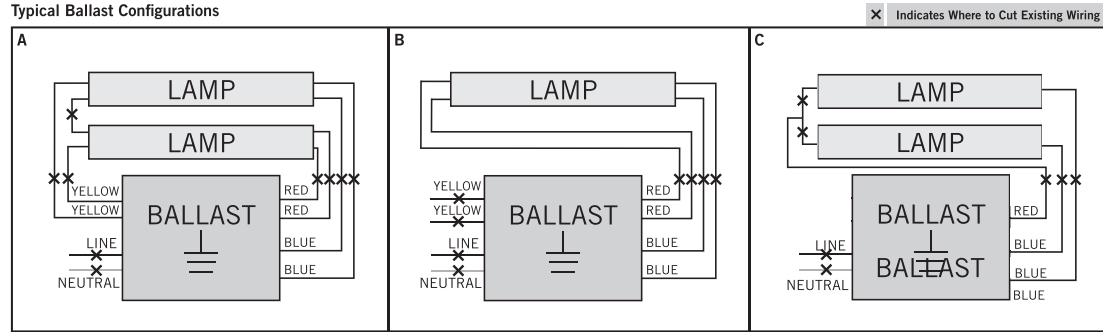 Typical Ballast Configurations
X Indicates Where to Cut Existing Wiring
A
LAMP
LAMP
YELLOW
YELLOW
BALLAST
LINE
NEUTRAL
RED
RED
BLUE
BLUE
B
LAMP
YELLOW
YELLOW
BALLAST
LINE
NEUTRAL
RED
RED
BLUE
BLUE
C
LAMP
LAMP
BALLAST
BALLAST
LINE
NEUTRAL
RED
BLUE
BLUE
BLUE